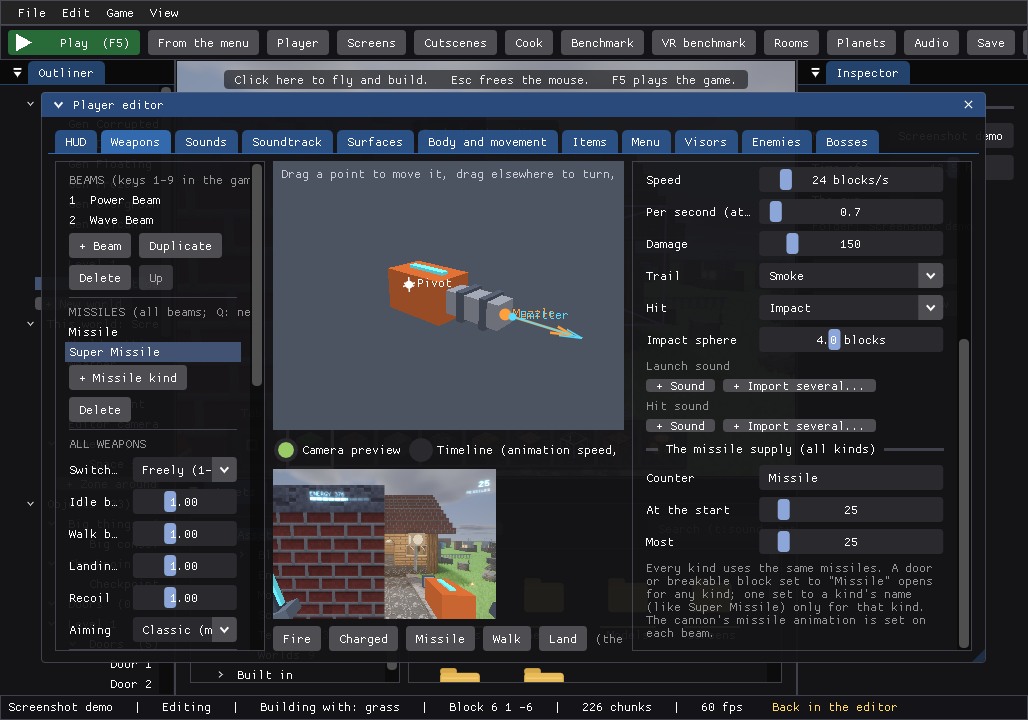 File Edit Game View
Play (F5) From the menu Player Screens Cutscenes Cook Benchmark VR benchmark Rooms Planets Audio Save
Outliner
Click here to fly and build. Esc frees the mouse. F5 plays the game.
Inspector
Player editor
HUD Weapons Sounds Soundtrack Surfaces Body and movement Items Menu Visors Enemies Bosses
BEAMS (keys 1-9 in the gam
1 Power Beam
2 Wave Beam
+ Beam Duplicate
Delete Up
MISSILES (all beams; Q: ne
Missile
Super Missile
+ Missile kind
Delete
ALL WEAPONS
Switch… Freely (1-
Idle b… 1.00
Walk b… 1.00
Landin… 1.00
Recoil 1.00
Aiming Classic (m
Drag a point to move it, drag elsewhere to turn,
Pivot
Emitter
Camera preview Timeline (animation speed,
ENERGY
25
Fire Charged Missile Walk Land (the
Speed 24 blocks/s
Per second (at… 0.7
Damage 150
Trail Smoke
Hit Impact
Impact sphere 4.0 blocks
Launch sound
+ Sound + Import several...
Hit sound
+ Sound + Import several...
The missile supply (all kinds)
Counter Missile
At the start 25
Most 25
Every kind uses the same missiles. A door
or breakable block set to "Missile" opens
for any kind; one set to a kind's name
(like Super Missile) only for that kind.
The cannon's missile animation is set on
each beam.
Door 1
Door 2
Built in
Screenshot demo | Editing | Building with: grass | Block 6 1 -6 | 226 chunks | 60 fps Back in the editor